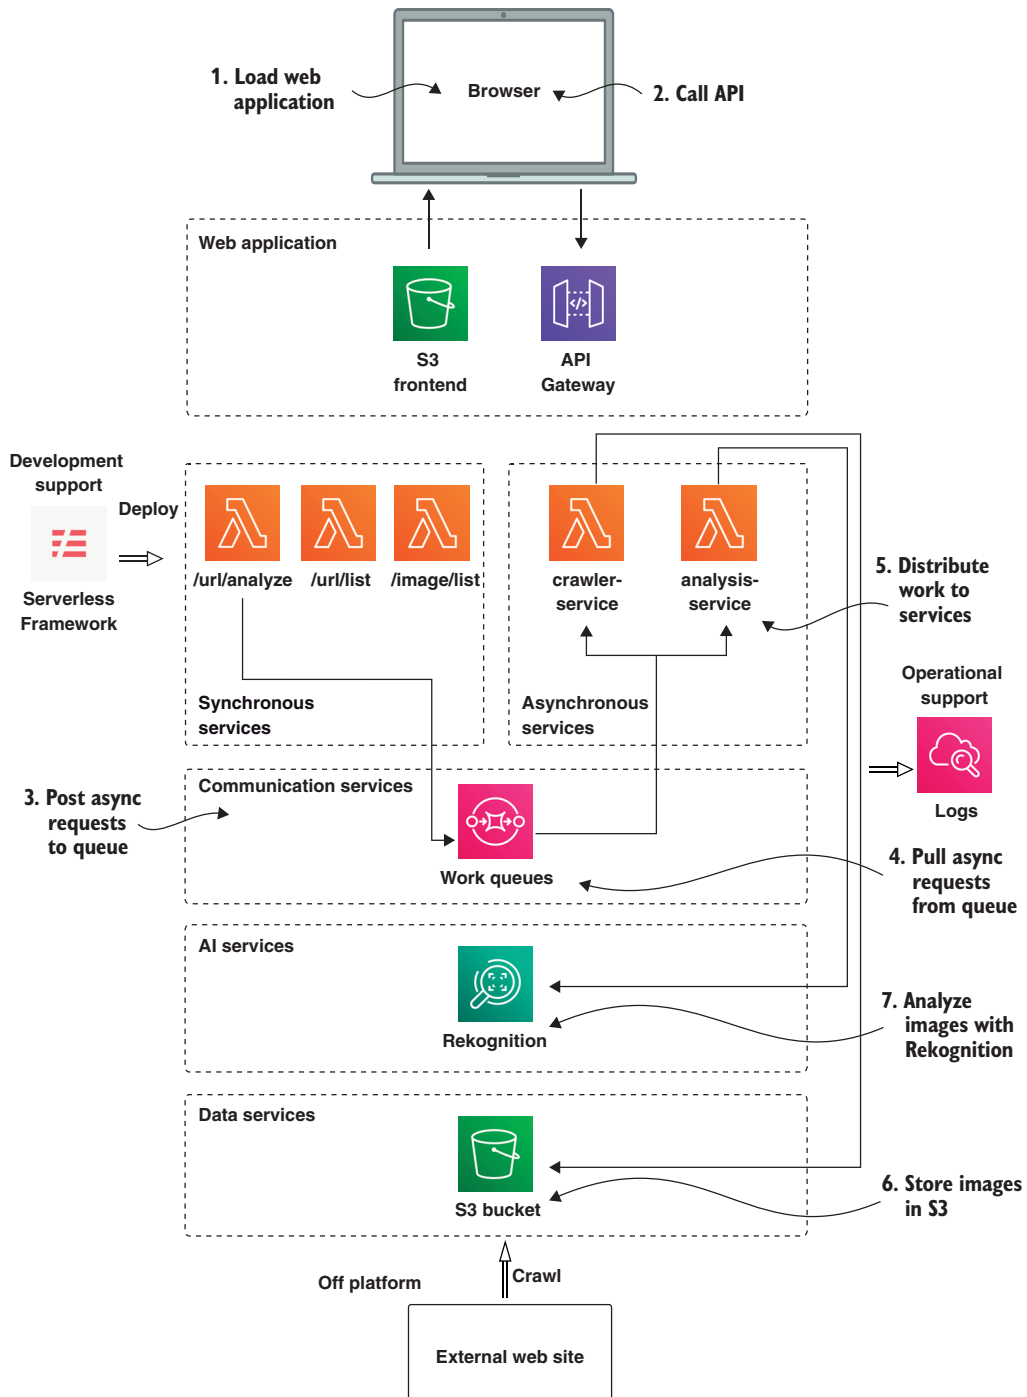 1. Load web
application
Browser
2. Call API
Web application
S3
frontend
API
Gateway
Development
support
Deploy
Serverless
Framework
/url/analyze
/url/list
/image/list
Synchronous
services
crawler-
service
analysis-
service
Asynchronous
services
5. Distribute
work to
services
Operational
support
Logs
3. Post async
requests
to queue
Communication services
Work queues
4. Pull async
requests
from queue
AI services
Rekognition
7. Analyze
images with
Rekognition
Data services
S3 bucket
6. Store images
in S3
Off platform
Crawl
External web site